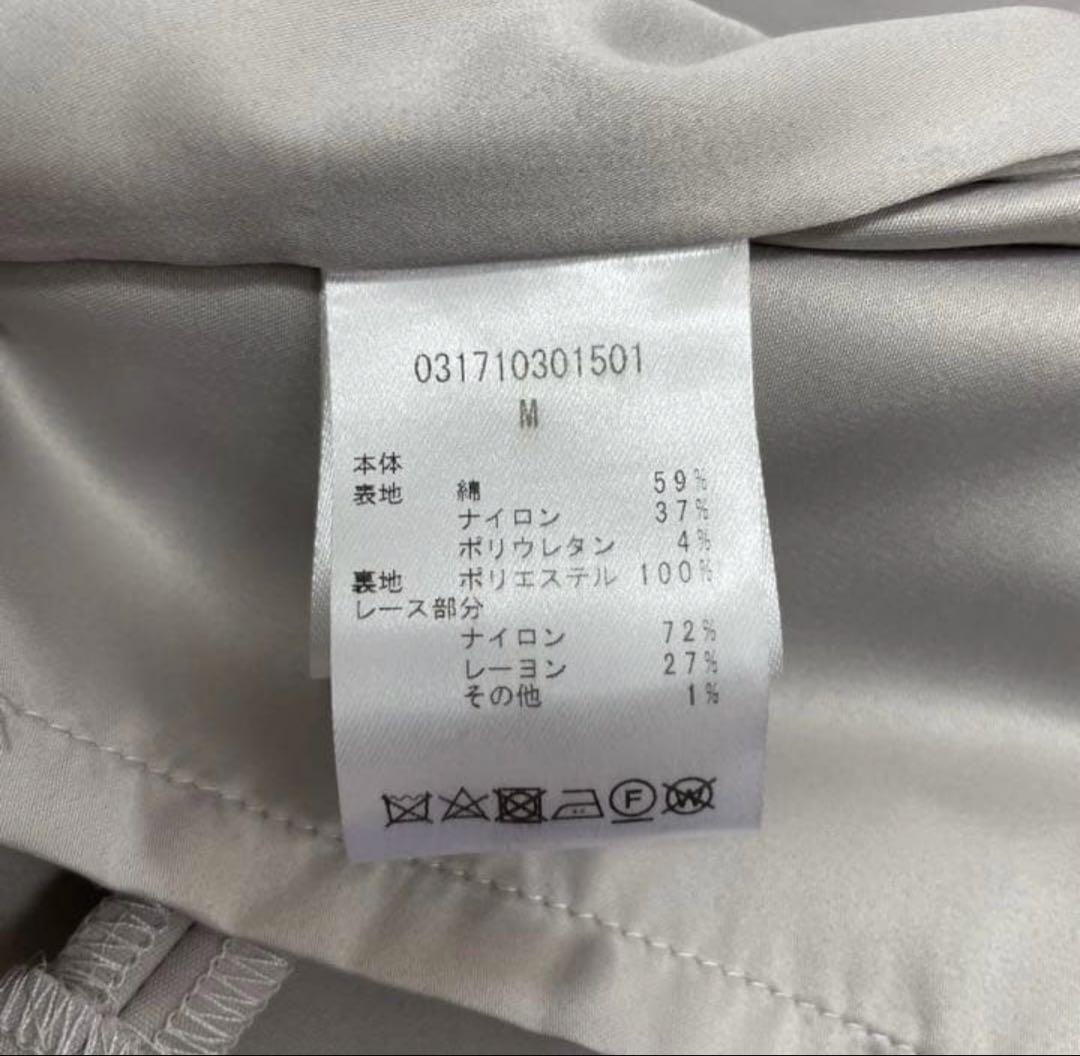 031710301501
M
本体
表地 綿 59%
ナイロン 37%
ポリウレタン 4%
裏地 ポリエステル 100%
レース部分
ナイロン 72%
レーヨン 27%
その他 1%
F W